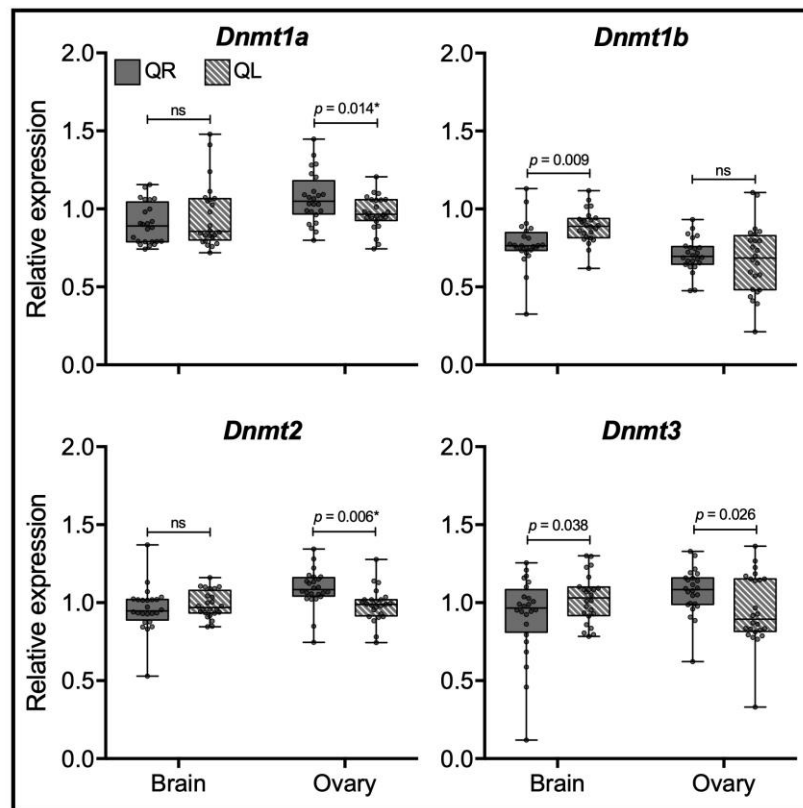 Dnmt1a
Dnmt1b
2.0
QR
QL
2.0
ns
p = 0.014*
1.5
p = 0.009
ns
1.5
Relative expression
1.0
1.0
0.5
0.5
0.0
0.0
Dnmt2
Dnmt3
2.0
2.0
ns
p = 0.006*
1.5
p = 0.038
p = 0.026
1.5
Relative expression
1.0
1.0
0.5
0.5
0.0
0.0
Brain
Ovary
Brain
Ovary